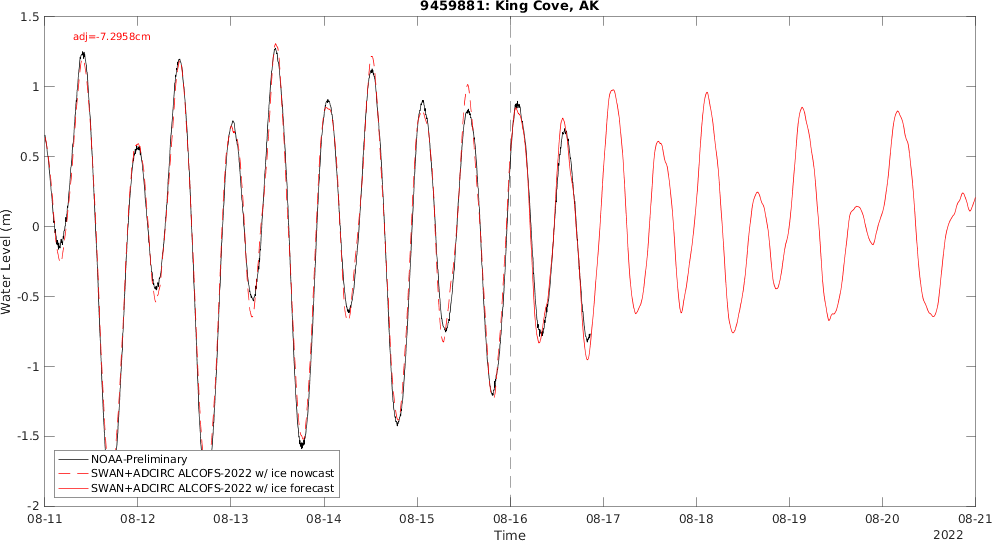 9459881: King Cove, AK
adj=-7.2958cm
Water Level (m)
1.5
1
0.5
0
-0.5
-1
-1.5
-2
NOAA-Preliminary
SWAN+ADCIRC ALCOFS-2022 w/ ice nowcast
SWAN+ADCIRC ALCOFS-2022 w/ ice forecast
08-11 08-12 08-13 08-14 08-15 08-16 08-17 08-18 08-19 08-20 08-21
Time
2022